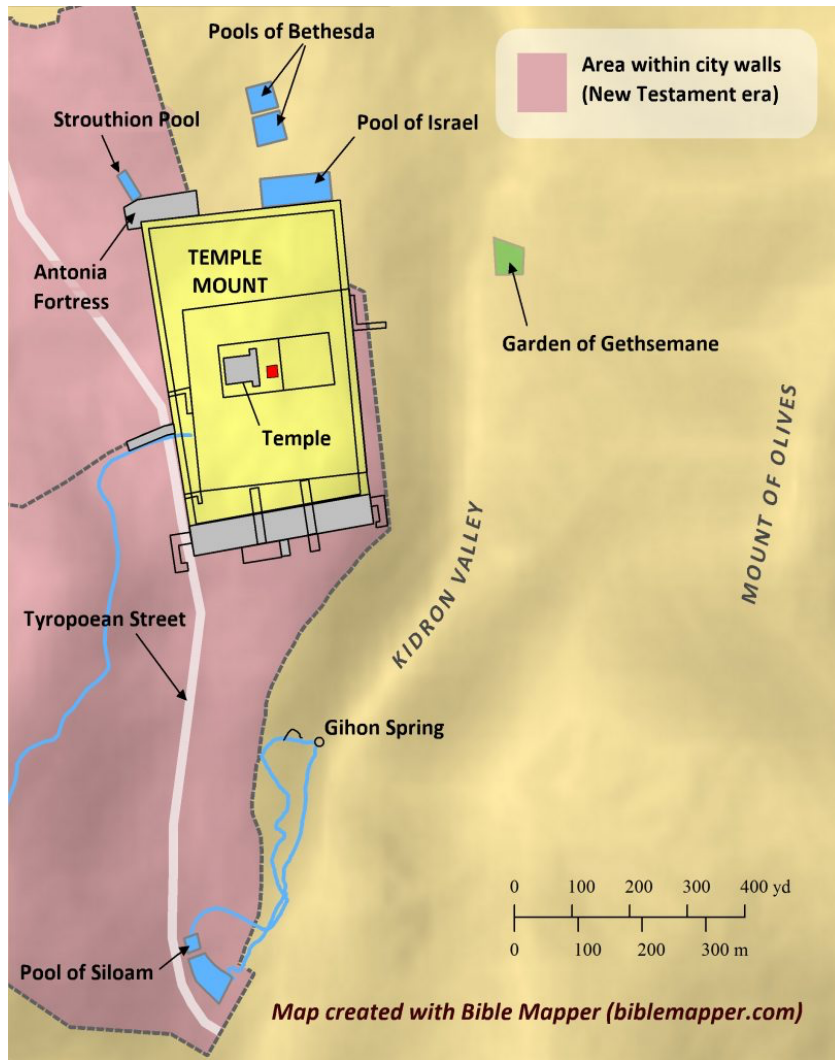 Pools of Bethesda
Area within city walls
(New Testament era)
Strouthion Pool
Pool of Israel
TEMPLE
MOUNT
Antonia
Fortress
Garden of Gethsemane
Temple
MOUNT OF OLIVES
KIDRON VALLEY
Tyropoean Street
Gihon Spring
0 100 200 300 400 yd
0 100 200 300 m
Pool of Siloam
Map created with Bible Mapper (biblemapper.com)